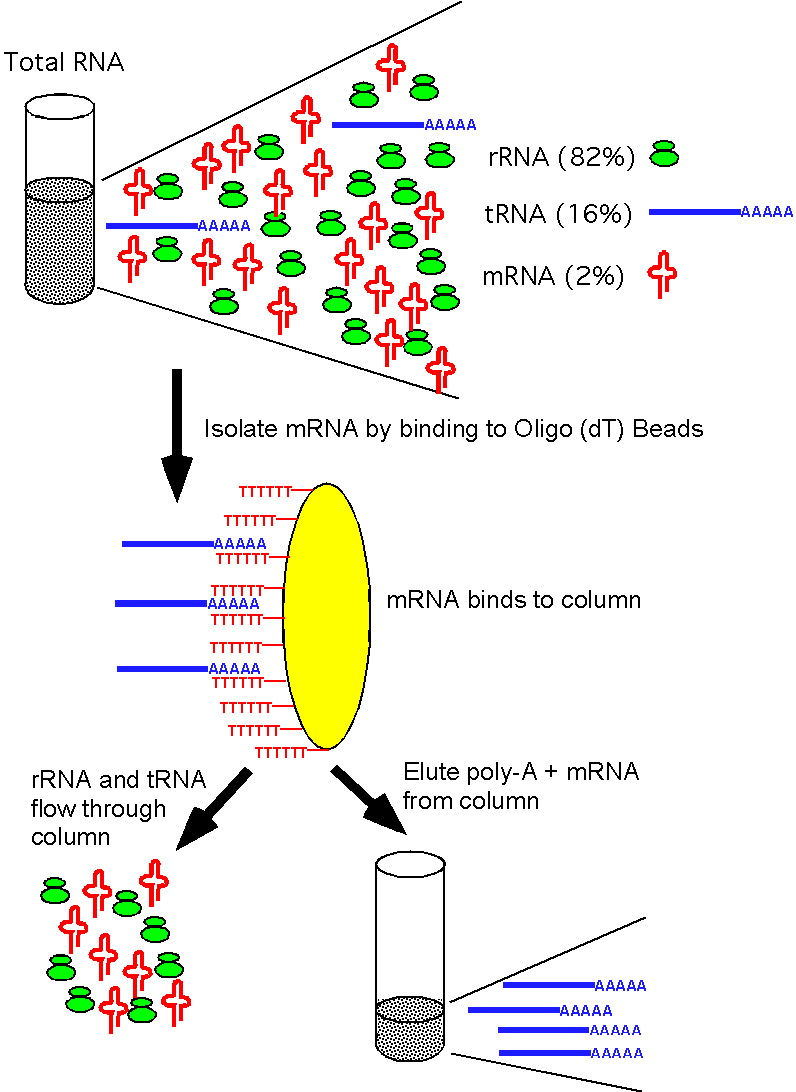 Total RNA
AAAAA
rRNA (82%)
tRNA (16%)
AAAAA
AAAAA
mRNA (2%)
Isolate mRNA by binding to Oligo (dT) Beads
TTTTTT
TTTTTT
AAAAA
TTTTTT
TTTTTT
AAAAA
mRNA binds to column
TTTTTT
TTTTTT
AAAAA
TTTTTT
TTTTTT
TTTTTT
TTTTTT
rRNA and tRNA
flow through
column
Elute poly-A + mRNA
from column
AAAAA
AAAAA
AAAAA
AAAAA